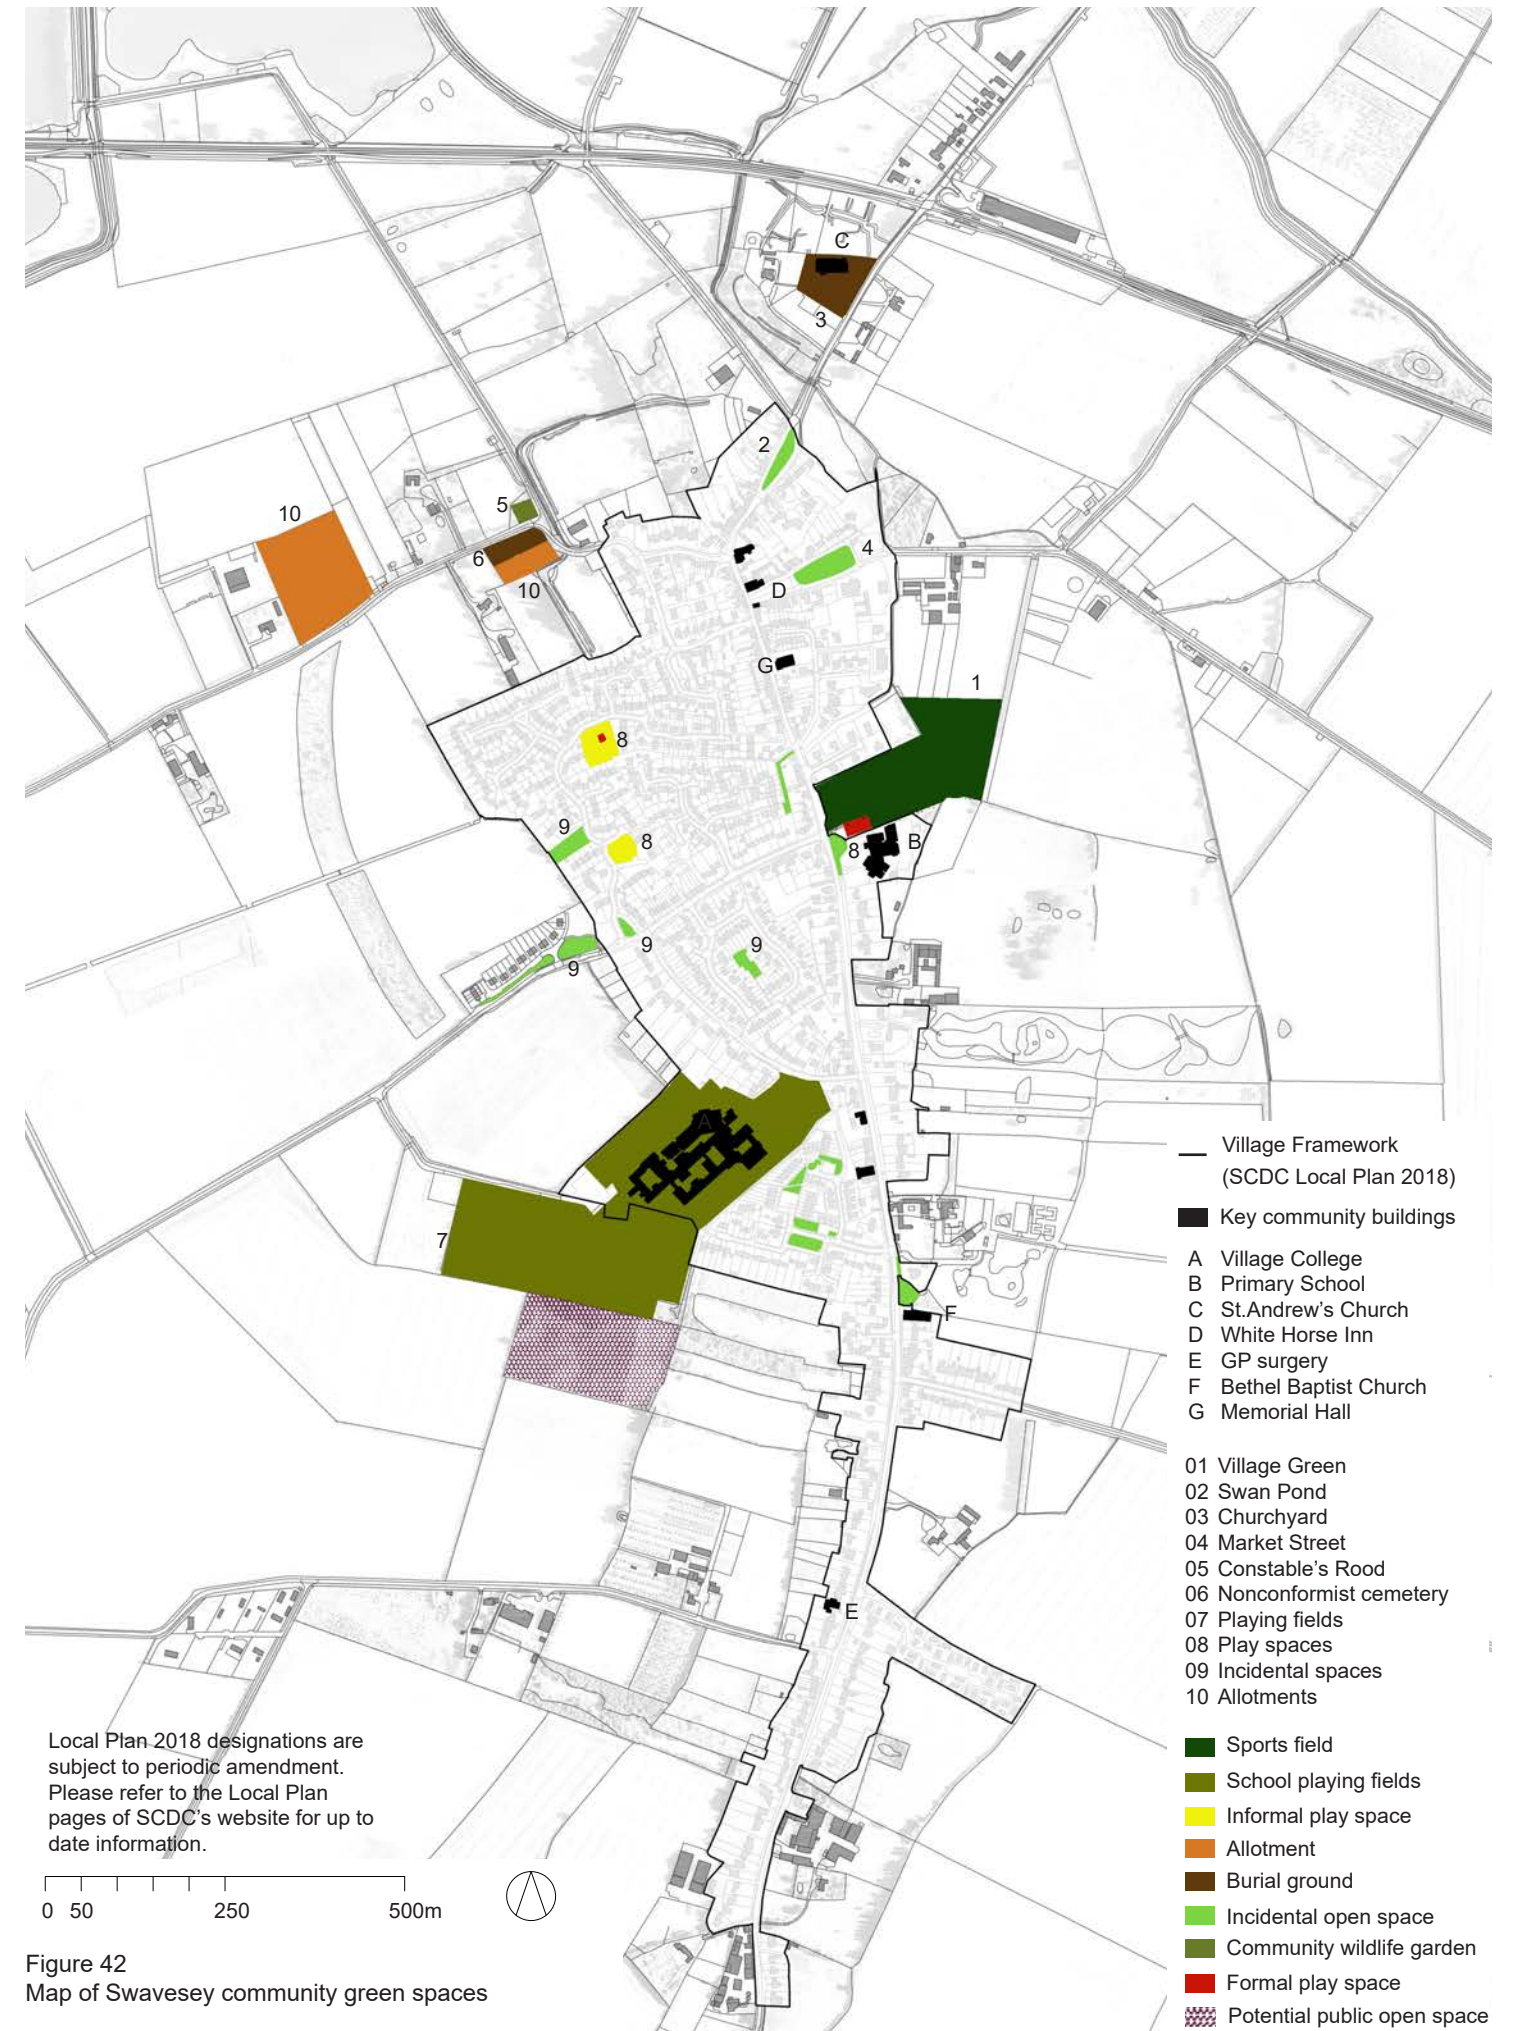 C
3
2
10
5
4
6
10
D
G
1
8
9
8
8
B
9
9
9
A
7
F
E
Village Framework
(SCDC Local Plan 2018)
Key community buildings
A Village College
B Primary School
C St.Andrew's Church
D White Horse Inn
E GP surgery
F Bethel Baptist Church
G Memorial Hall
01 Village Green
02 Swan Pond
03 Churchyard
04 Market Street
05 Constable's Rood
06 Nonconformist cemetery
07 Playing fields
08 Play spaces
09 Incidental spaces
10 Allotments
Sports field
School playing fields
Informal play space
Allotment
Burial ground
Incidental open space
Community wildlife garden
Formal play space
Potential public open space
Local Plan 2018 designations are
subject to periodic amendment.
Please refer to the Local Plan
pages of SCDC's website for up to
date information.
0 50 250 500m
Figure 42
Map of Swavesey community green spaces